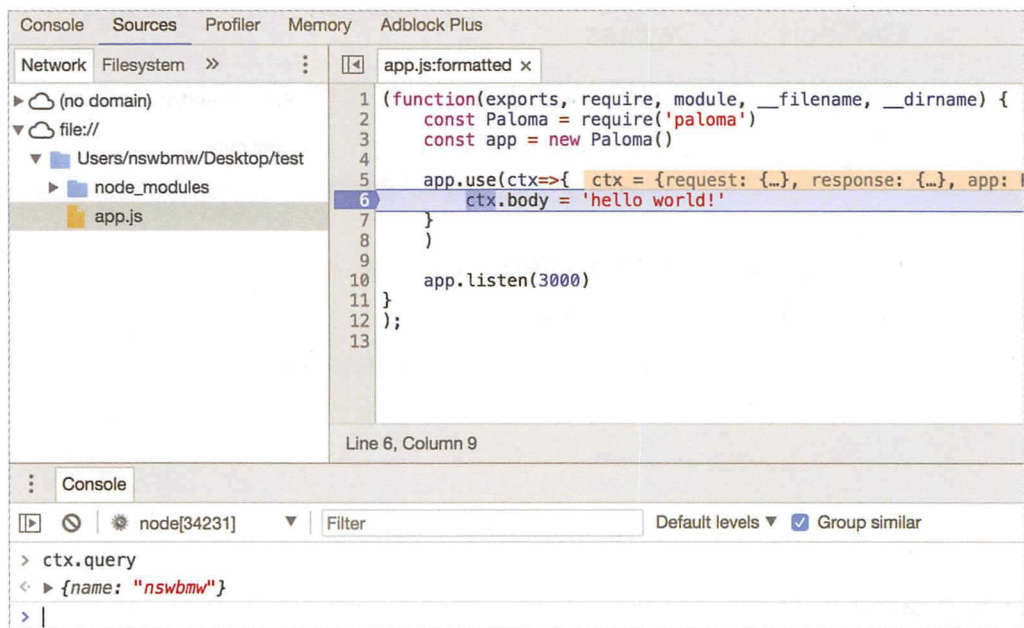 Console Sources Profiler Memory Adblock Plus
Network Filesystem »
app.js:formatted ×
(no domain)
file://
Users/nswbmw/Desktop/test
node_modules
app.js
1 (function(exports, require, module, __filename, __dirname) {
2 const Paloma = require('paloma')
3 const app = new Paloma()
4
5 app.use(ctx=>{ ctx = {request: {…}, response: {…}, app:
6 ctx.body = 'hello world!'
7 }
8 )
9
10 app.listen(3000)
11 }
12 );
13
Line 6, Column 9
Console
node[34231] ▼ Filter Default levels ▼ Group similar
> ctx.query
{name: "nswbmw"}
>